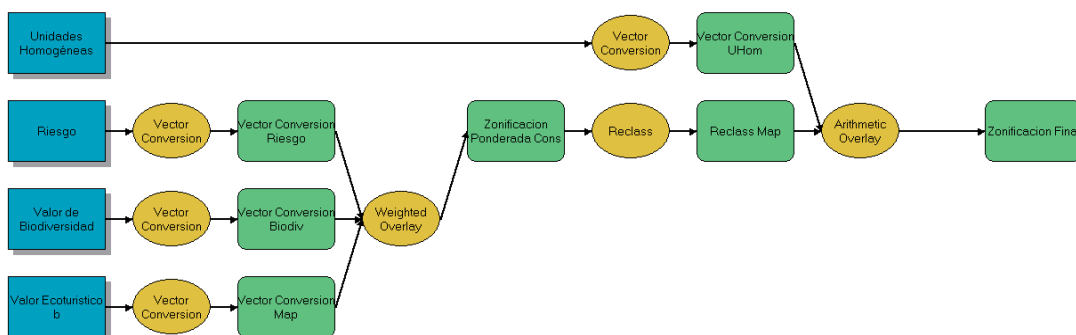 Unidades
Homogéneas
Vector
Conversion
Vector Conversion
UHom
Riesgo
Vector
Conversion
Vector Conversion
Riesgo
Zonificacion
Ponderada Cons
Reclass
Reclass Map
Arithmetic
Overlay
Zonificacion Final
Valor de
Biodiversidad
Vector
Conversion
Vector Conversion
Biodiv
Weighted
Overlay
Valor Ecoturistico
b
Vector
Conversion
Vector Conversion
Map